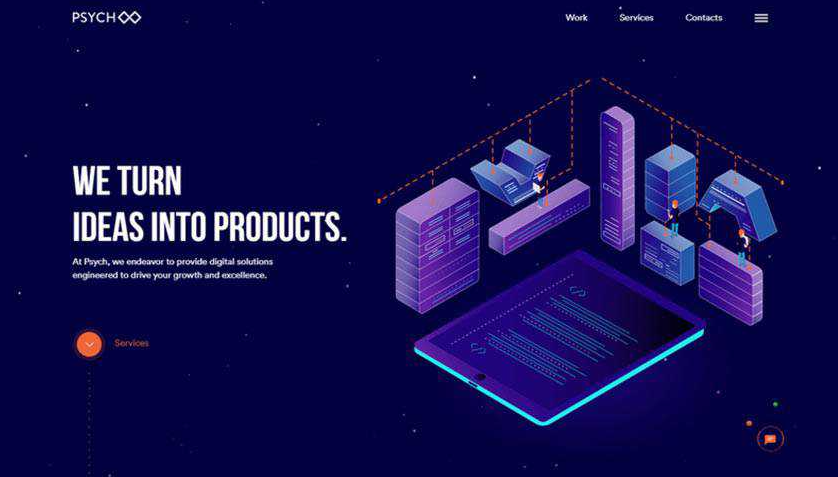 PSYCH
Work
Services
Contacts
WE TURN
IDEAS INTO PRODUCTS.
At Psych, we endeavor to provide digital solutions
engineered to drive your growth and excellence.
Services